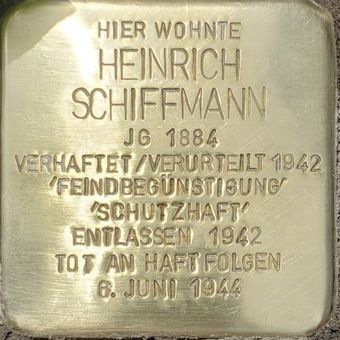 HIER WOHNTE
HEINRICH
SCHIFFMANN
JG 1884
VERHAFTET/VERURTEILT 1942
'FEINDBEGÜNSTIGUNG'
'SCHUTZHAFT'
ENTLASSEN 1942
TOT AN HAFTFOLGEN
6. JUNI 1944